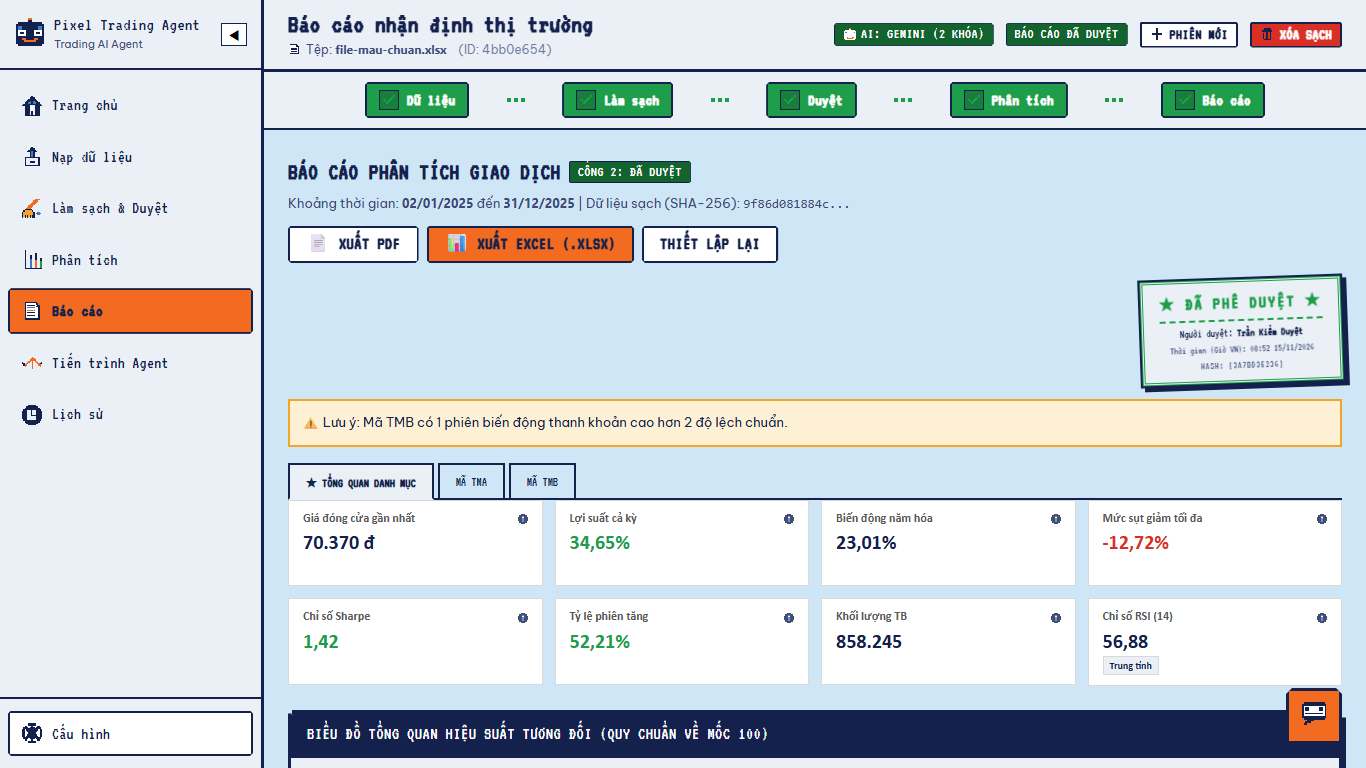 Pixel Trading Agent
Trading AI Agent
Trang chủ
Nạp dữ liệu
Làm sạch & Duyệt
Phân tích
Báo cáo
Tiến trình Agent
Lịch sử
Cấu hình
Báo cáo nhận định thị trường
Tệp: file-mau-chuan.xlsx (ID: 4bb0e654)
AI: GEMINI (2 KHÓA)
BÁO CÁO ĐÃ DUYỆT
PHIÊN MỚI
XÓA SẠCH
Dữ liệu
Làm sạch
Duyệt
Phân tích
Báo cáo
BÁO CÁO PHÂN TÍCH GIAO DỊCH
CỔNG 2: ĐÃ DUYỆT
Khoảng thời gian: 02/01/2025 đến 31/12/2025 | Dữ liệu sạch (SHA-256): 9f86d081884c...
XUẤT PDF
XUẤT EXCEL (.XLSX)
THIẾT LẬP LẠI
★ ĐÃ PHÊ DUYỆT ★
Người duyệt: Trần Kiểm Duyệt
Thời gian (Giờ VN): 15/11/2026
HASH:
Lưu ý: Mã TMB có 1 phiên biến động thanh khoản cao hơn 2 độ lệch chuẩn.
★ TỔNG QUAN DANH MỤC
MÃ TMA
MÃ TMB
Giá đóng cửa gần nhất
70.370 đ
Lợi suất cả kỳ
34,65%
Biến động năm hóa
23,01%
Mức sụt giảm tối đa
-12,72%
Chỉ số Sharpe
1,42
Tỷ lệ phiên tăng
52,21%
Khối lượng TB
858.245
Chỉ số RSI (14)
56,88
Trung tính
BIỂU ĐỒ TỔNG QUAN HIỆU SUẤT TƯƠNG ĐỐI (QUY CHUẨN VỀ MỐC 100)